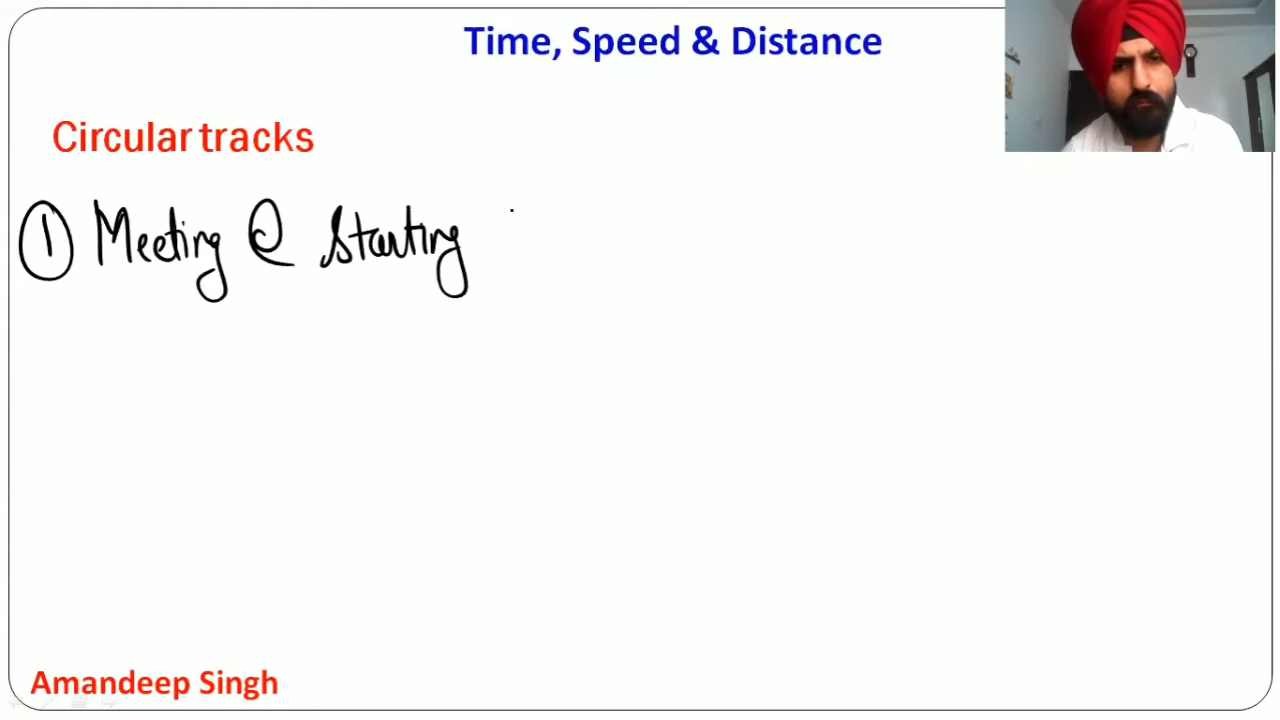 Time, Speed & Distance
Circular tracks
① Meeting @ Starting
Amandeep Singh